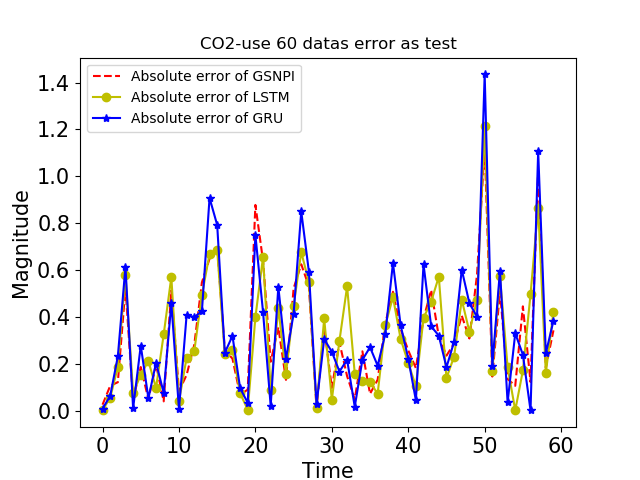 CO2-use 60 datas error as test
Absolute error of GSNPI
Absolute error of LSTM
Absolute error of GRU
Magnitude
1.4
1.2
1.0
0.8
0.6
0.4
0.2
0.0
0 10 20 30 40 50 60
Time